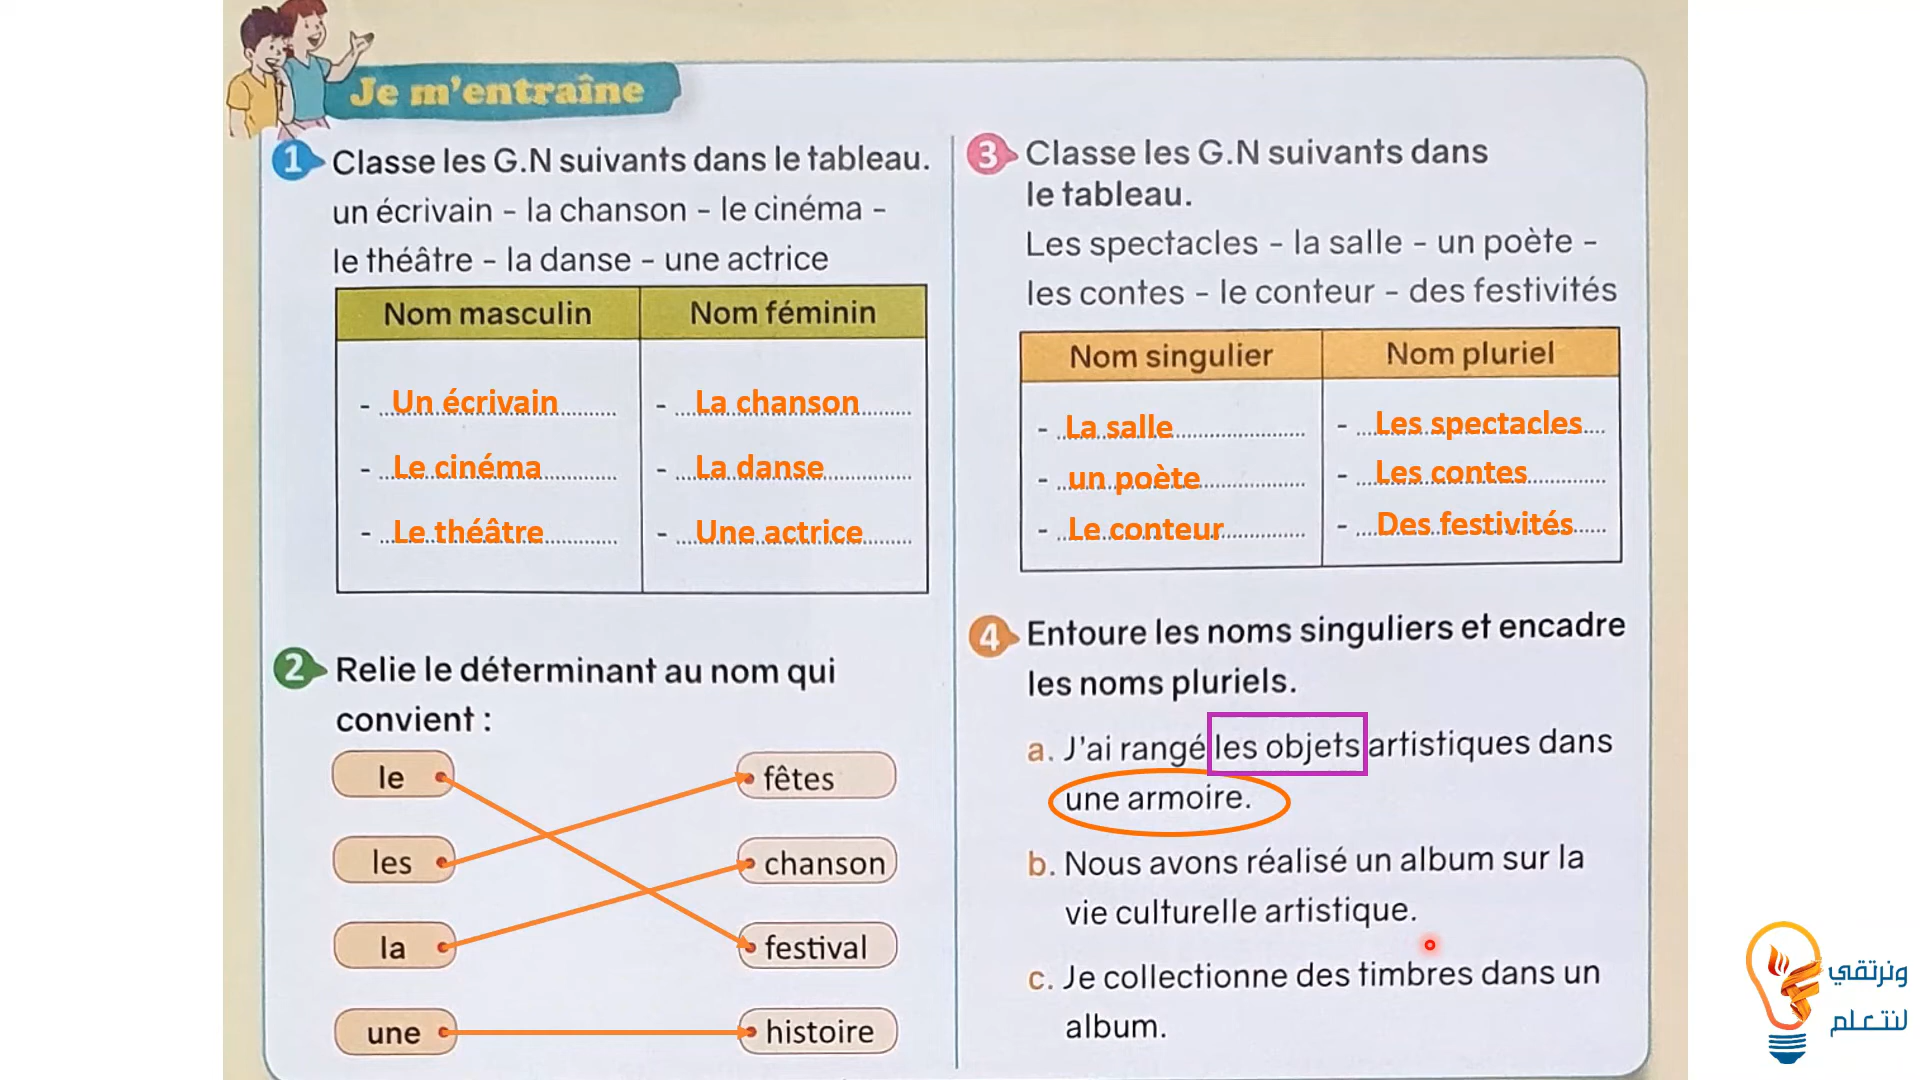 Je m'entraîne
1 Classe les G.N suivants dans le tableau.
un écrivain - la chanson - le cinéma -
le théâtre - la danse - une actrice
Nom masculin Nom féminin
- Un écrivain - La chanson
- Le cinéma - La danse
- Le théâtre - Une actrice
2 Relie le déterminant au nom qui
convient :
le fêtes
les chanson
la festival
une histoire
3 Classe les G.N suivants dans
le tableau.
Les spectacles - la salle - un poète -
les contes - le conteur - des festivités
Nom singulier Nom pluriel
- La salle - Les spectacles
- un poète - Les contes
- Le conteur - Des festivités
4 Entoure les noms singuliers et encadre
les noms pluriels.
a. J'ai rangé les objets artistiques dans
une armoire.
b. Nous avons réalisé un album sur la
vie culturelle artistique.
c. Je collectionne des timbres dans un
album.
ونرتقي
لنتعلم